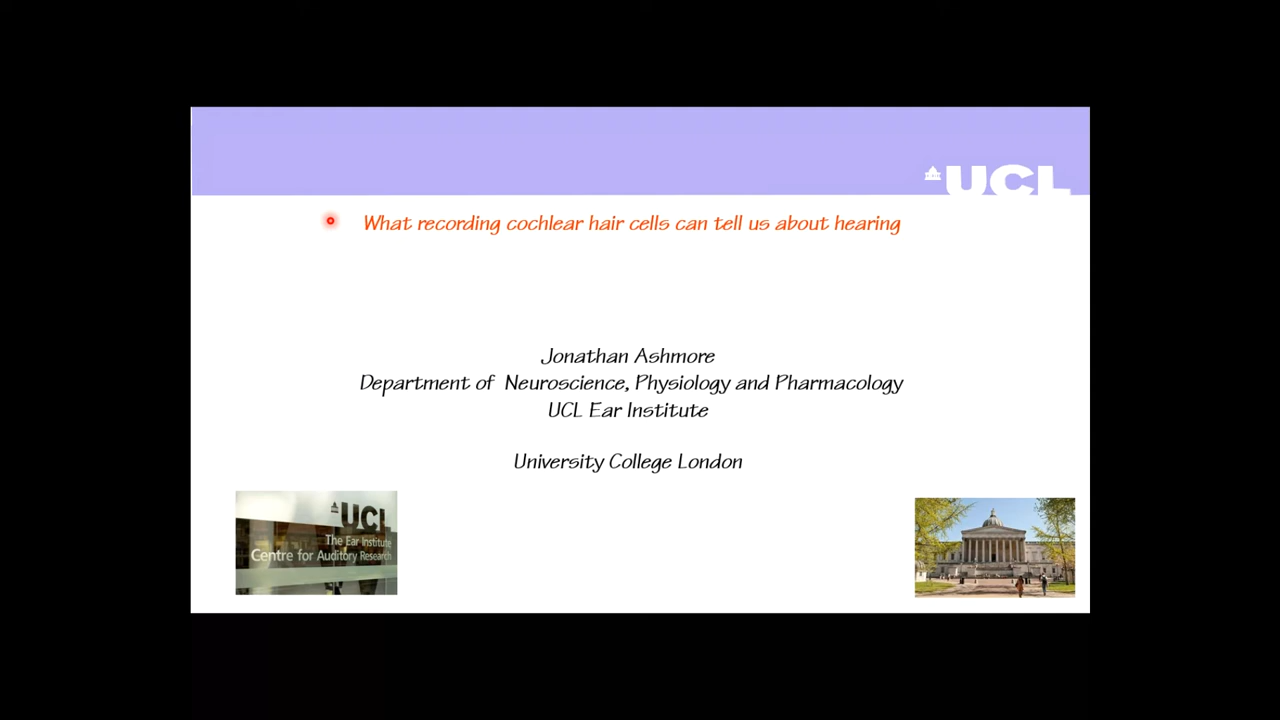 UCL
What recording cochlear hair cells can tell us about hearing
Jonathan Ashmore
Department of Neuroscience, Physiology and Pharmacology
UCL Ear Institute
University College London
UCL
The Ear Institute
Centre for Auditory Research